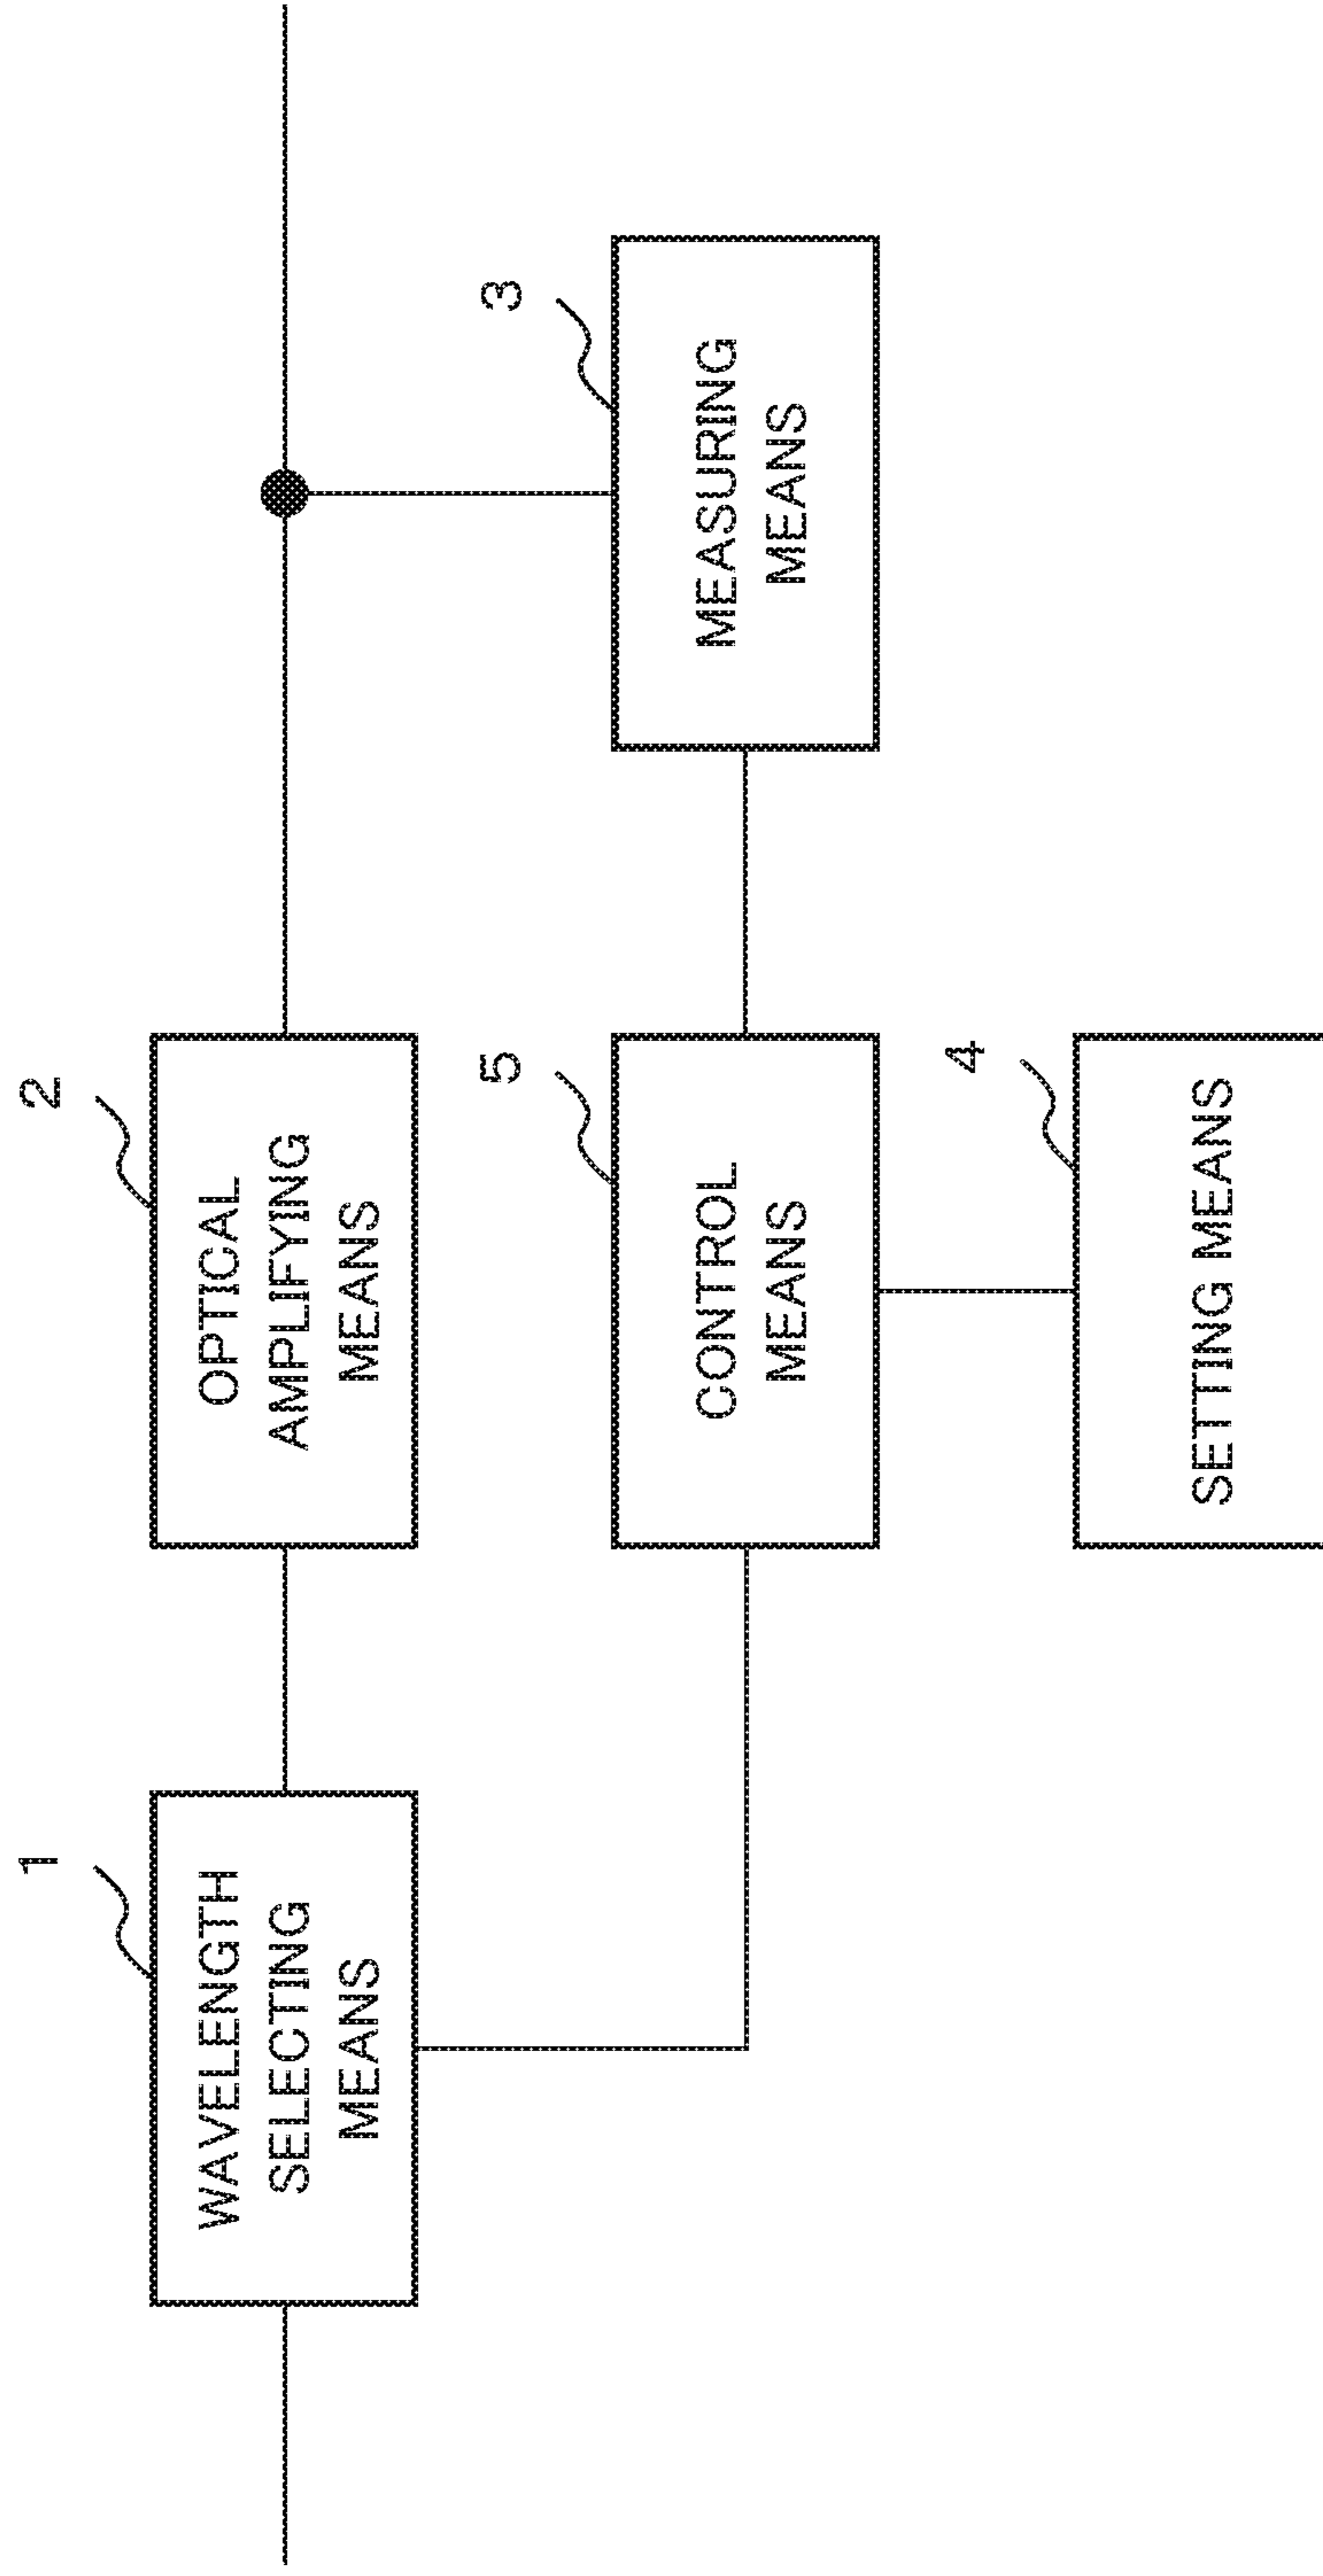 1
WAVELENGTH
SELECTING
MEANS
2
OPTICAL
AMPLIFYING
MEANS
5
CONTROL
MEANS
3
MEASURING
MEANS
4
SETTING MEANS